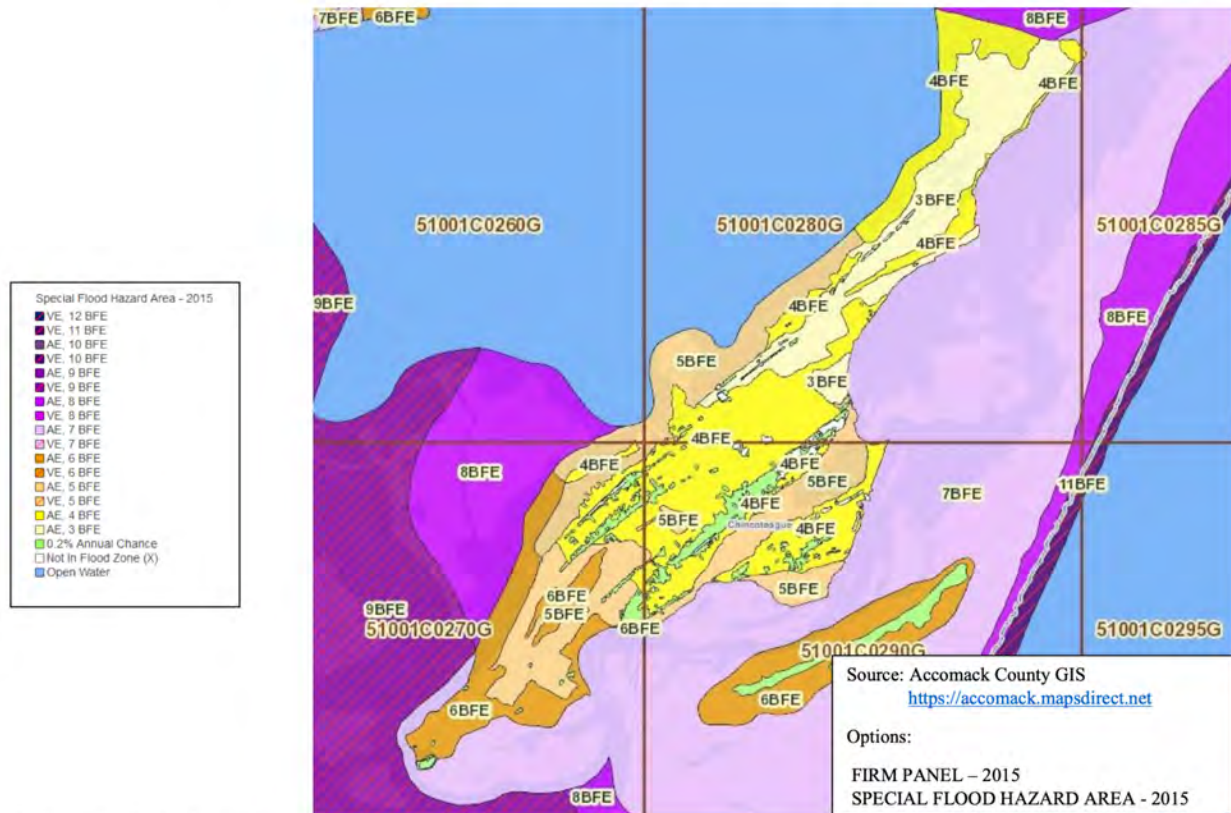 7BFE
6BFE
8BFE
4BFE
4BFE
3 BFE
51001C0260G
51001C0280G
51001C0285G
4BFE
Special Flood Hazard Area - 2015
VE, 12 BFE
VE, 11 BFE
AE, 10 BFE
VE, 10 BFE
AE, 9 BFE
VE, 9 BFE
AE, 8 BFE
VE, 8 BFE
AE, 7 BFE
VE, 7 BFE
AE, 6 BFE
VE, 6 BFE
AE, 5 BFE
VE, 5 BFE
AE, 4 BFE
AE, 3 BFE
0.2% Annual Chance
Not In Flood Zone (X)
Open Water
9BFE
4BFE
8BFE
5BFE
3 BFE
4BFE
4BFE
4BFE
8BFE
5BFE
7BFE
11BFE
4BFE
5BFE
Chincoteague
4BFE
5BFE
6BFE
5BFE
9BFE
51001C0270G
6BFE
51001C0295G
51001C0290G
6BFE
6BFE
8BFE
Source: Accomack County GIS
https://accomack.mapsdirect.net
Options:
FIRM PANEL – 2015
SPECIAL FLOOD HAZARD AREA - 2015